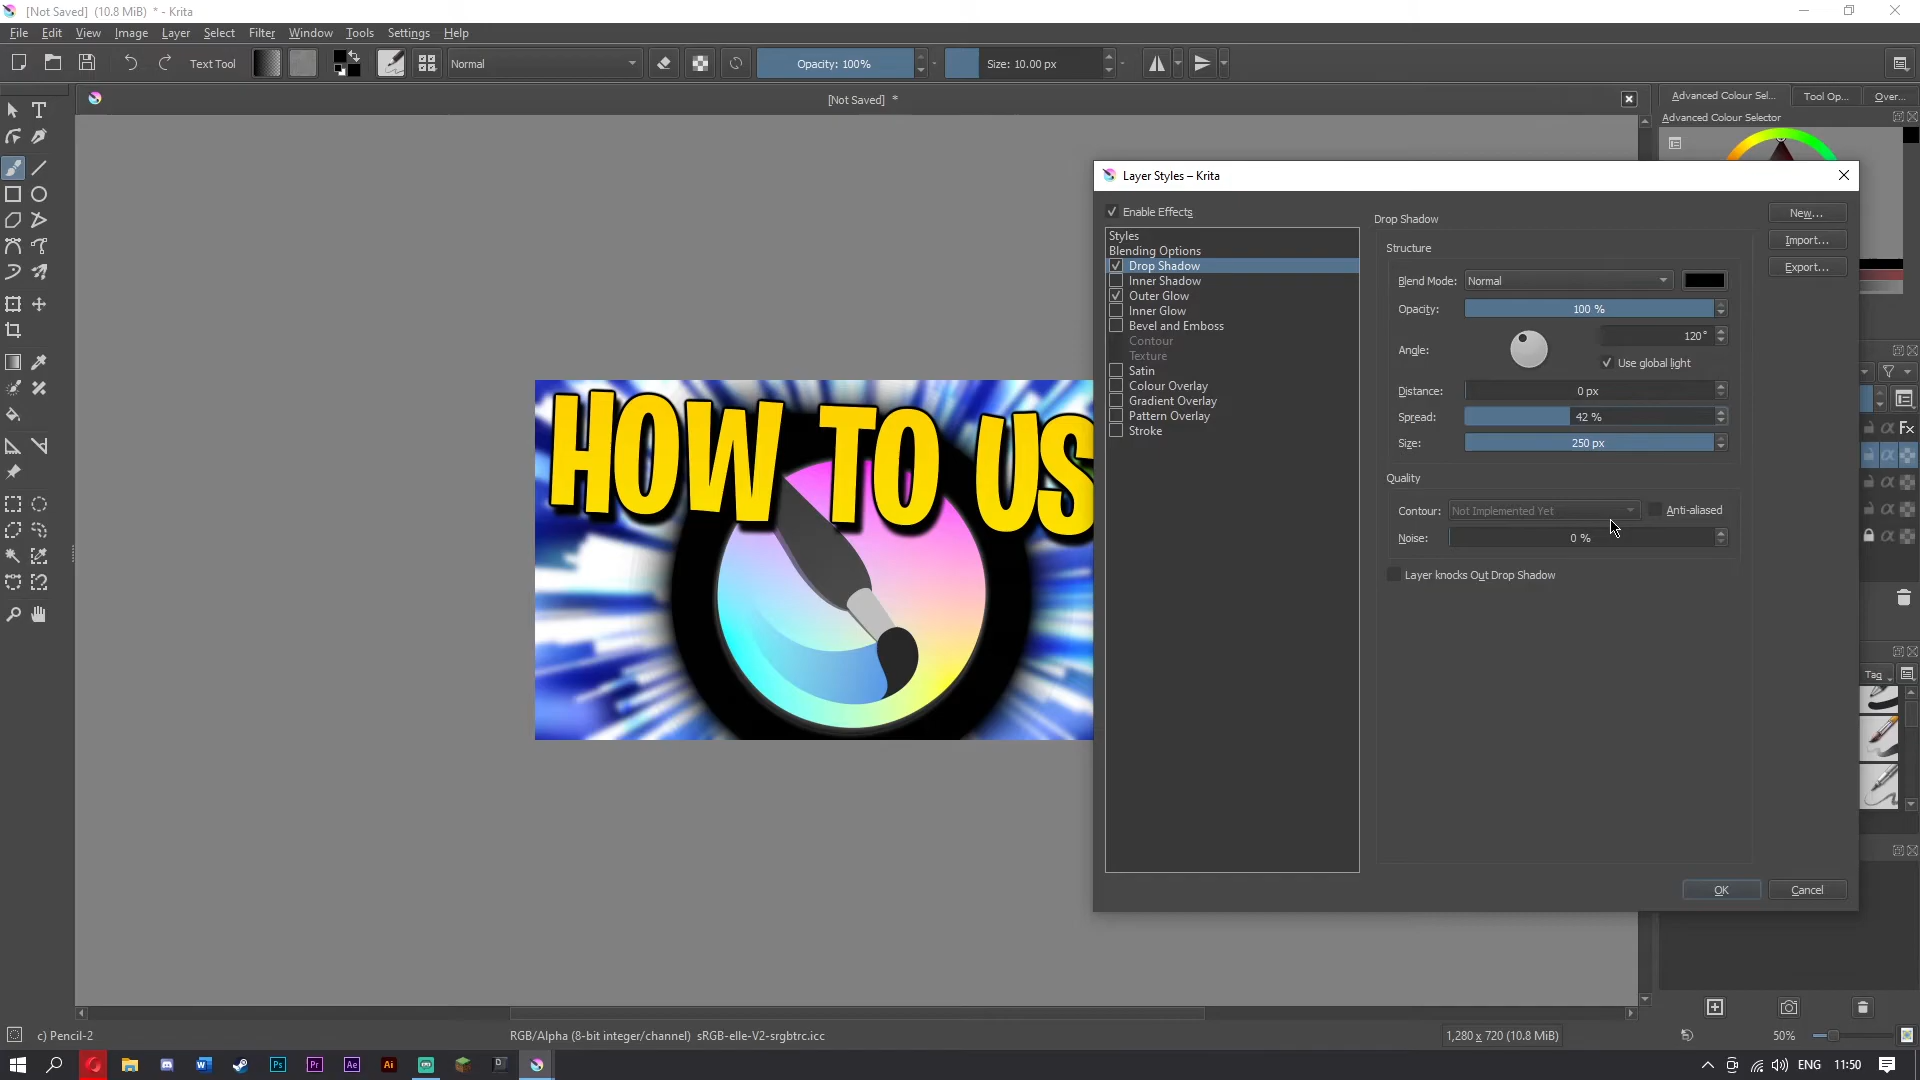 [Not Saved] (10.8 MiB) * - Krita
File Edit View Image Layer Select Filter Window Tools Settings Help
Text Tool Normal Opacity: 100% Size: 10.00 px
[Not Saved] *
Advanced Colour Sel... Tool Op... Over...
Advanced Colour Selector
Layer Styles – Krita
Enable Effects
Styles
Blending Options
Drop Shadow
Inner Shadow
Outer Glow
Inner Glow
Bevel and Emboss
Contour
Texture
Satin
Colour Overlay
Gradient Overlay
Pattern Overlay
Stroke
Drop Shadow
Structure
Blend Mode: Normal
Opacity: 100 %
Angle: 120°
Use global light
Distance: 0 px
Spread: 42 %
Size: 250 px
Quality
Contour: Not Implemented Yet Anti-aliased
Noise: 0 %
Layer knocks Out Drop Shadow
New...
Import...
Export...
OK Cancel
HOW TO US
Fx
Tag
c) Pencil-2
RGB/Alpha (8-bit integer/channel) sRGB-elle-V2-srgbtrc.icc
1,280 x 720 (10.8 MiB)
50%
W Ps Pr Ae Ai D
ENG 11:50